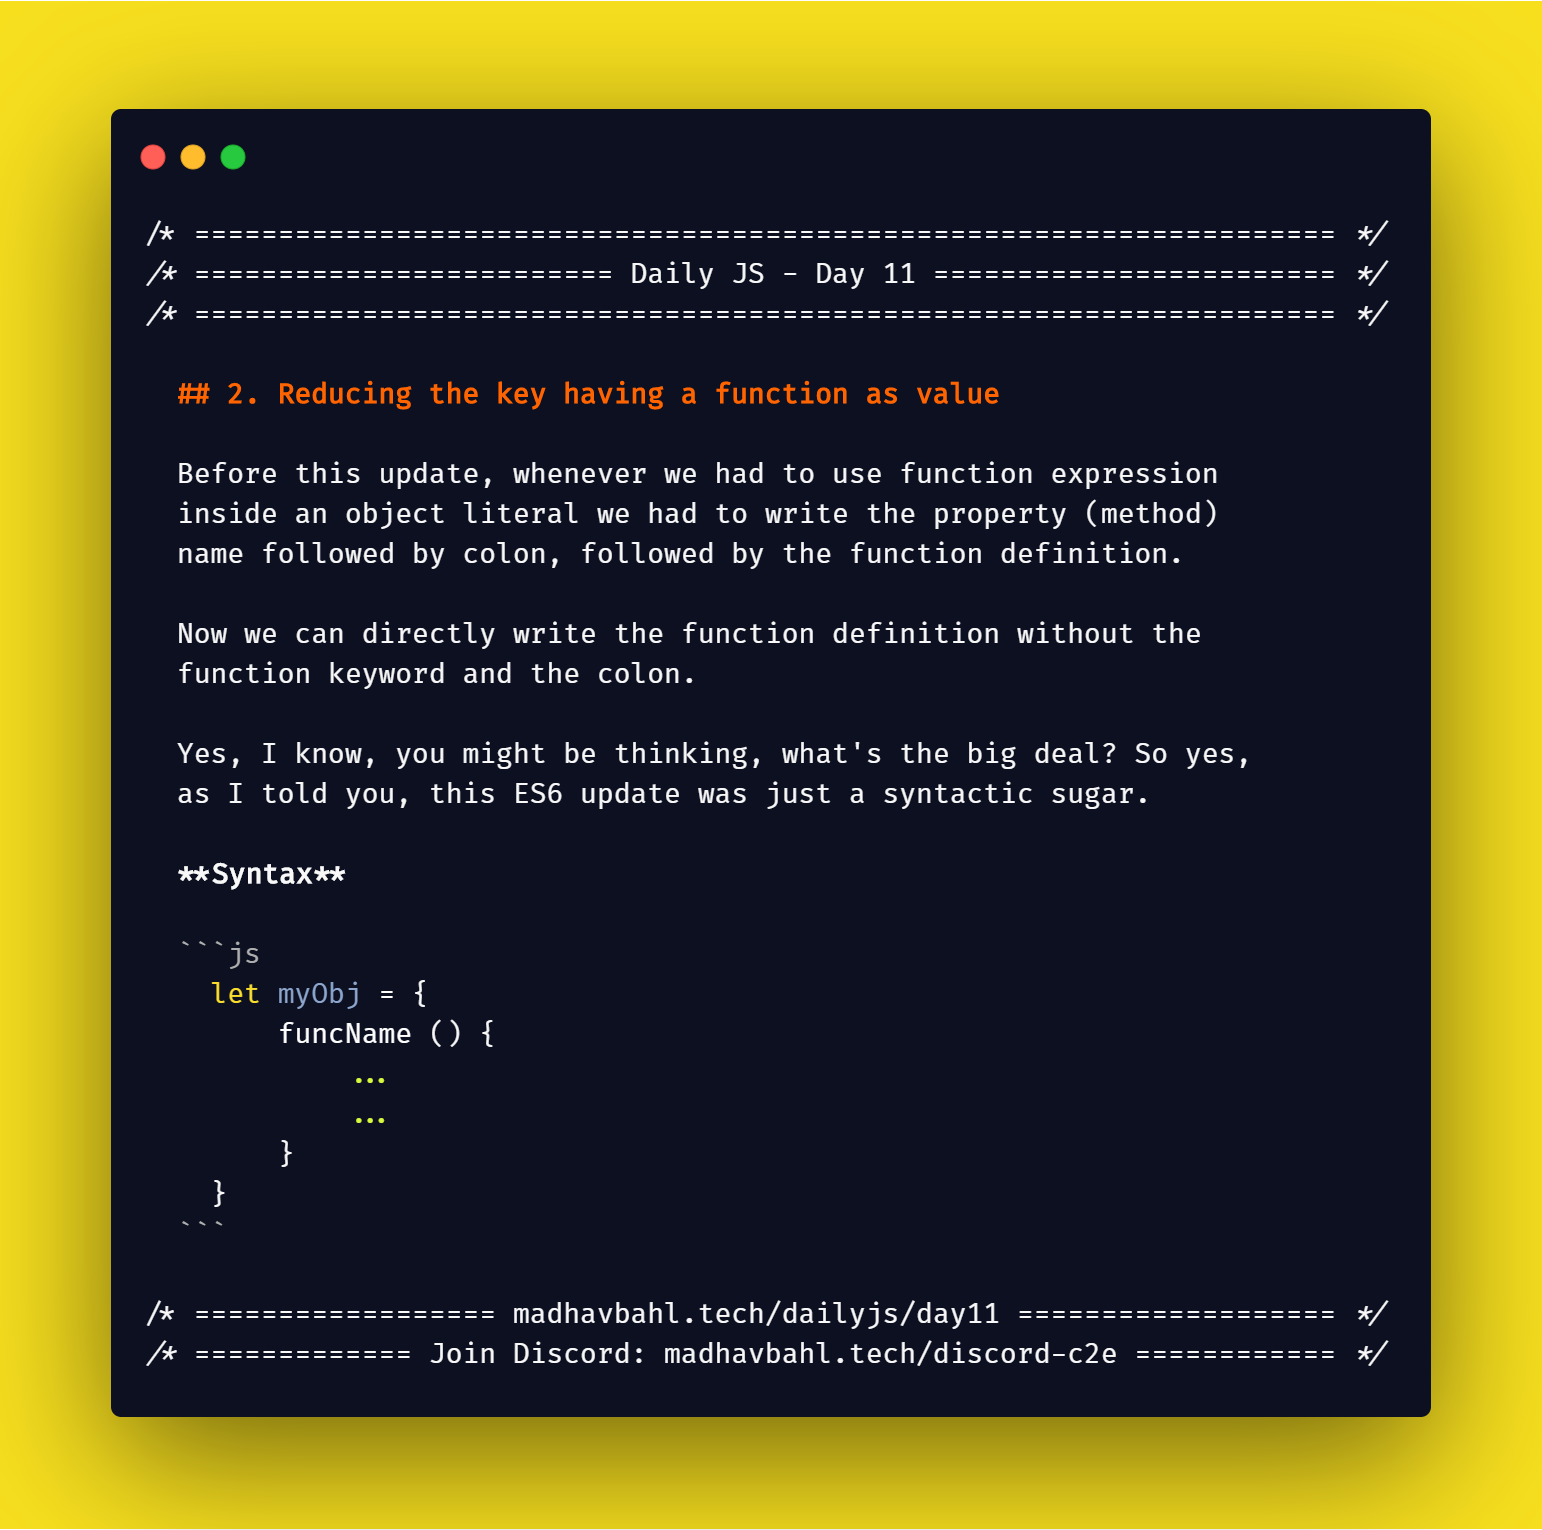 /* ==================================================================== */
/* ========================= Daily JS - Day 11 ======================== */
/* ==================================================================== */
## 2. Reducing the key having a function as value
Before this update, whenever we had to use function expression
inside an object literal we had to write the property (method)
name followed by colon, followed by the function definition.
Now we can directly write the function definition without the
function keyword and the colon.
Yes, I know, you might be thinking, what's the big deal? So yes,
as I told you, this ES6 update was just a syntactic sugar.
**Syntax**
```js
let myObj = {
funcName () {
...
...
}
}
```
/* ================== madhavbahl.tech/dailyjs/day11 =================== */
/* ============= Join Discord: madhavbahl.tech/discord-c2e ============ */